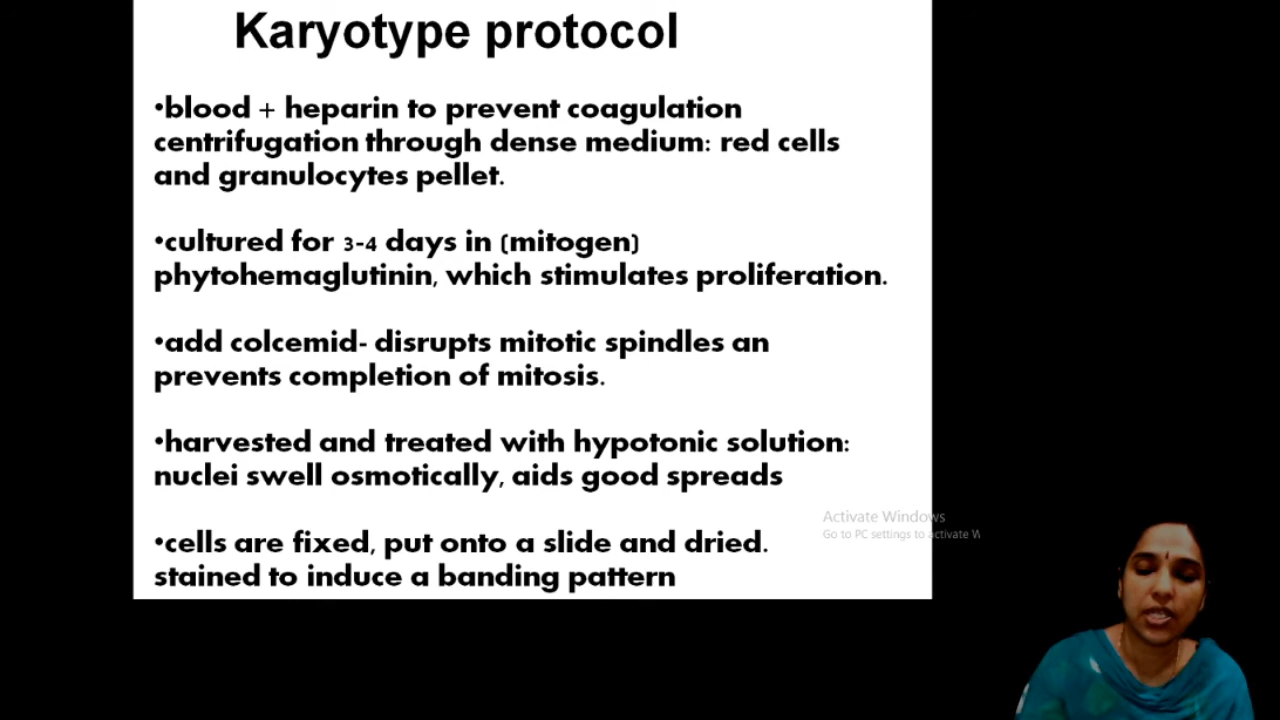 Karyotype protocol
•blood + heparin to prevent coagulation
centrifugation through dense medium: red cells
and granulocytes pellet.
•cultured for 3-4 days in (mitogen)
phytohemaglutinin, which stimulates proliferation.
•add colcemid- disrupts mitotic spindles an
prevents completion of mitosis.
•harvested and treated with hypotonic solution:
nuclei swell osmotically, aids good spreads
•cells are fixed, put onto a slide and dried.
stained to induce a banding pattern
Activate Windows
Go to PC settings to activate W